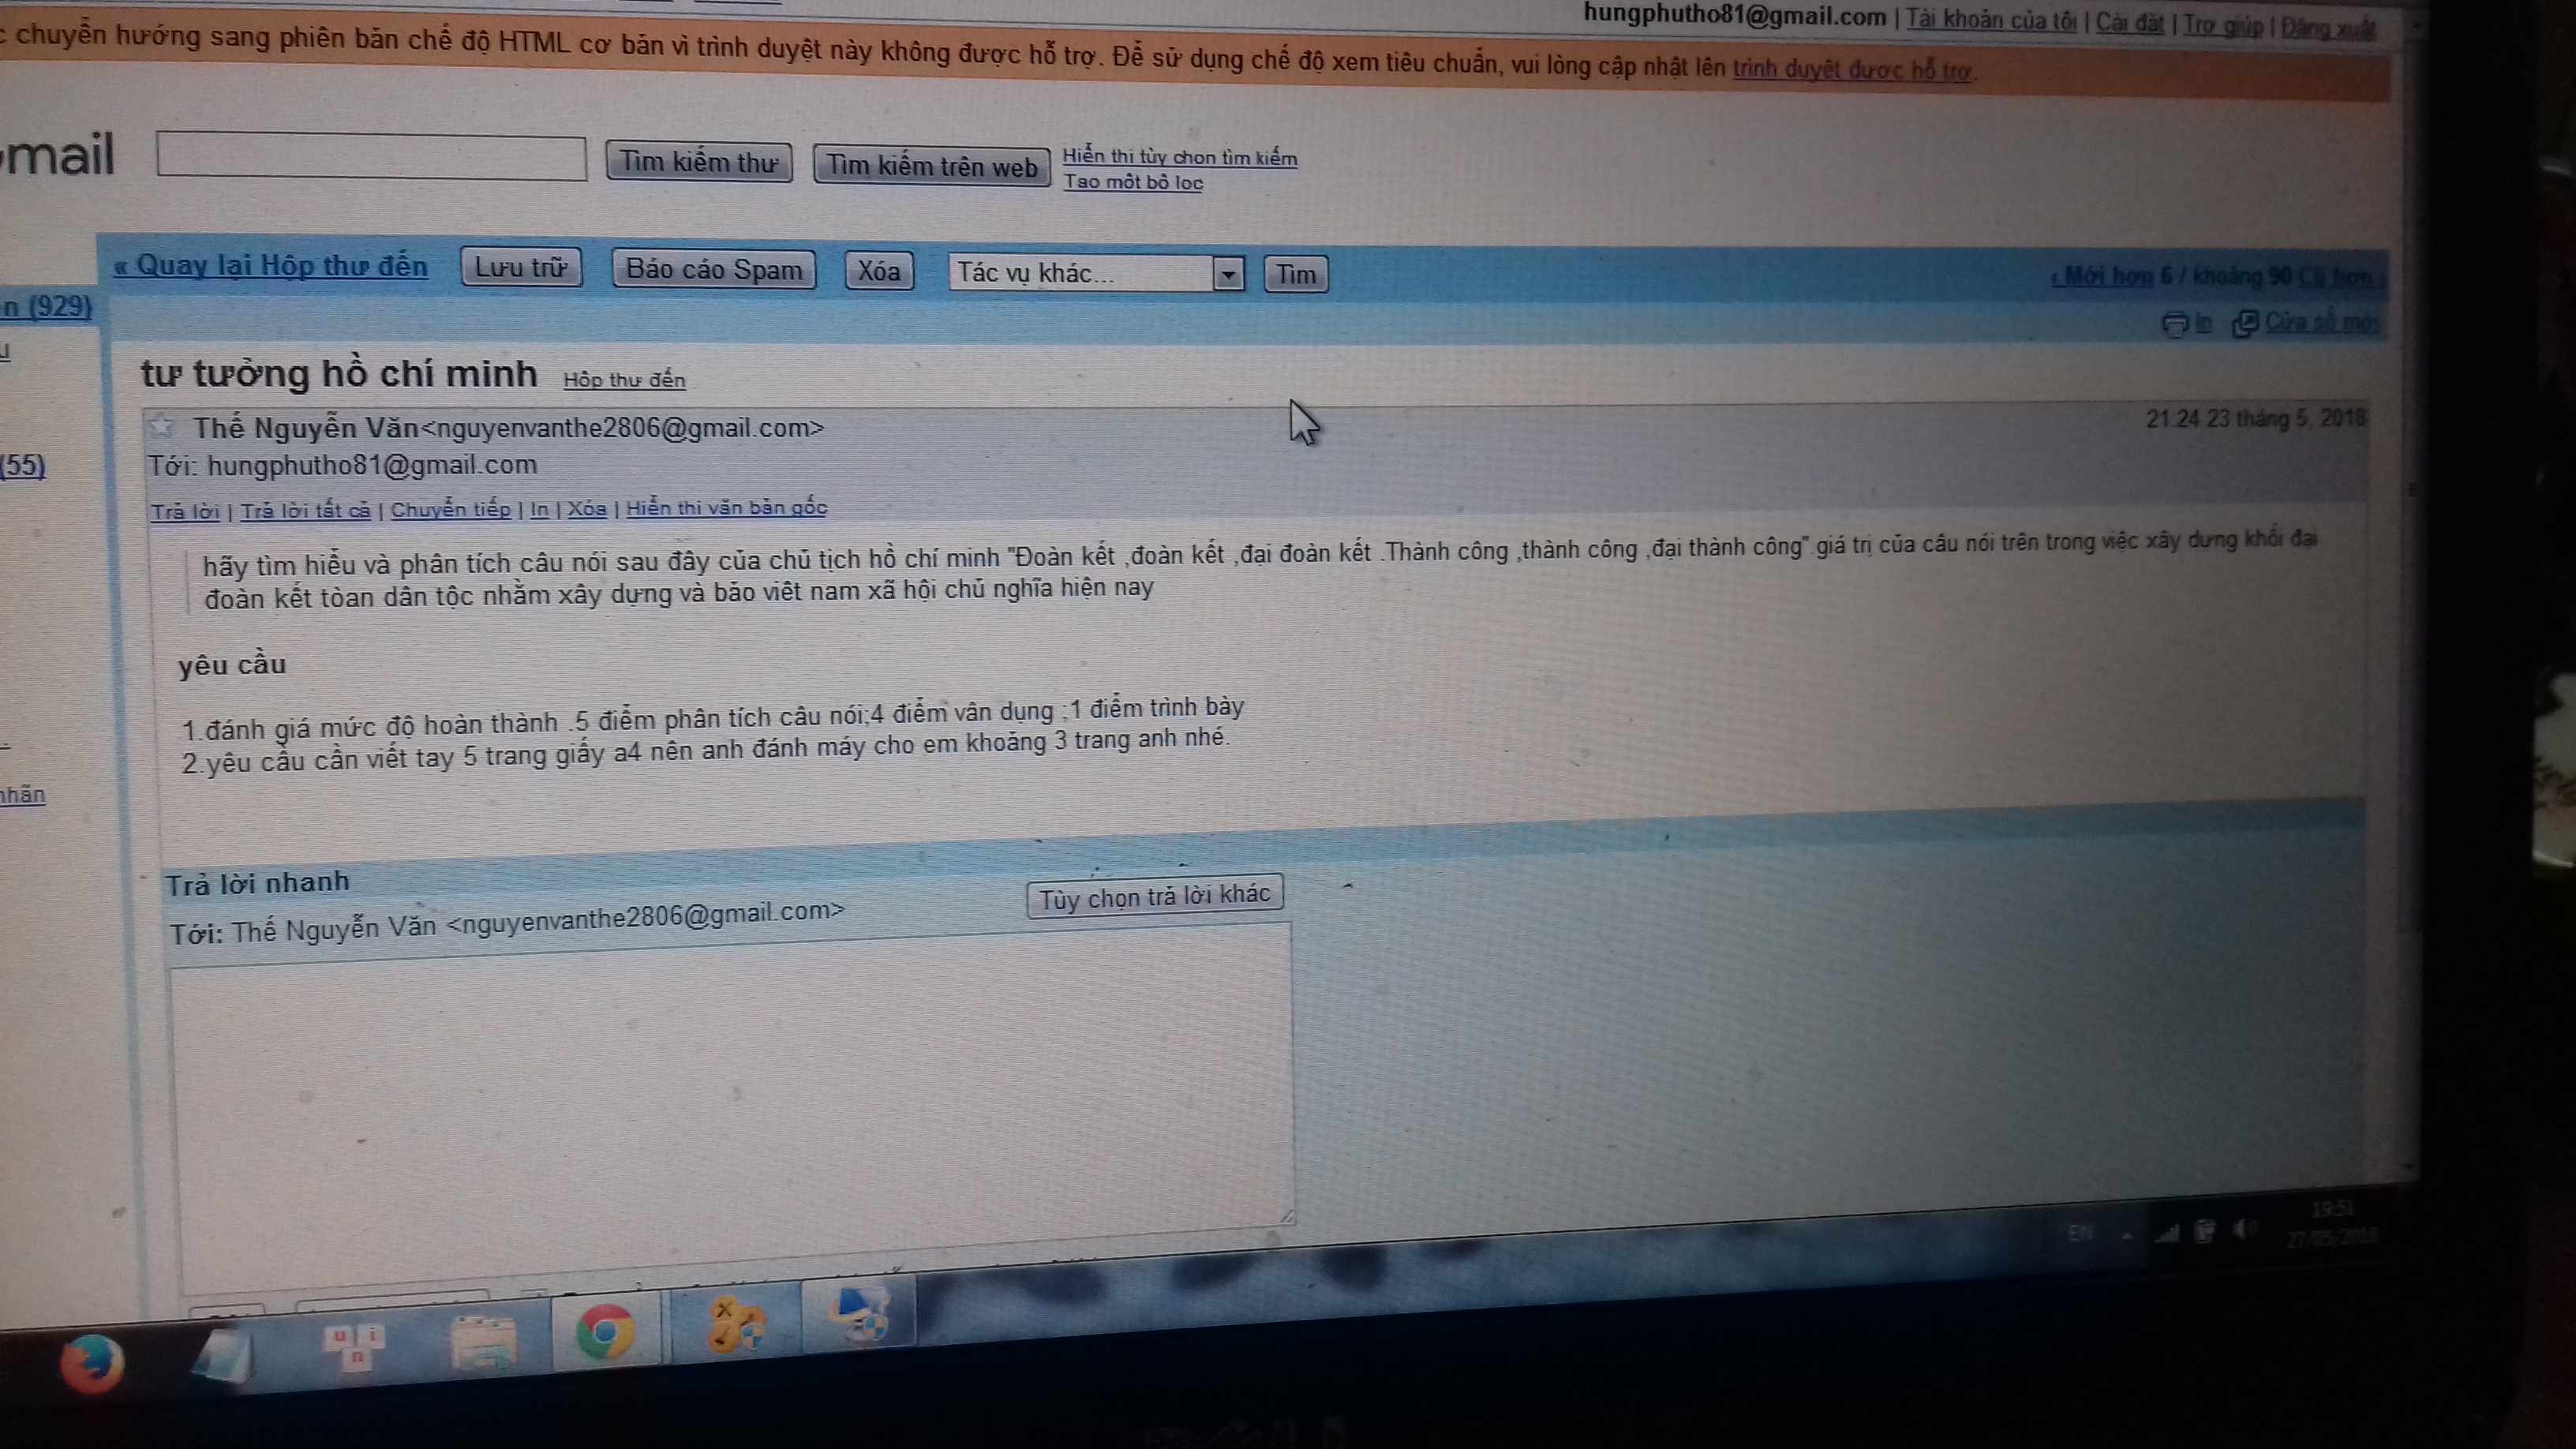 hungphutho81@gmail.com | Tài khoản của tôi | Cài đặt | Trợ giúp | Đăng xuất
chuyển hướng sang phiên bản chế độ HTML cơ bản vì trình duyệt này không được hỗ trợ. Để sử dụng chế độ xem tiêu chuẩn, vui lòng cập nhật lên trình duyệt được hỗ trợ.
mail
Tìm kiếm thư
Tìm kiếm trên web
Hiển thị tùy chọn tìm kiếm
Tạo một bộ lọc
« Quay lại Hộp thư đến
Lưu trữ
Báo cáo Spam
Xóa
Tác vụ khác...
Tìm
‹ Mới hơn 6 / khoảng 90 Cũ hơn ›
n (929)
In
Cửa sổ mới
tư tưởng hồ chí minh Hộp thư đến
Thế Nguyễn Văn<nguyenvanthe2806@gmail.com>
21:24 23 tháng 5, 2018
(55)
Tới: hungphutho81@gmail.com
Trả lời | Trả lời tất cả | Chuyển tiếp | In | Xóa | Hiển thị văn bản gốc
hãy tìm hiểu và phân tích câu nói sau đây của chủ tịch hồ chí minh "Đoàn kết ,đoàn kết ,đại đoàn kết .Thành công ,thành công ,đại thành công".giá trị của câu nói trên trong việc xây dựng khối đại
đoàn kết tòan dân tộc nhằm xây dựng và bảo viêt nam xã hội chủ nghĩa hiện nay
yêu cầu
1.đánh giá mức độ hoàn thành .5 điểm phân tích câu nói;4 điểm vân dụng ;1 điểm trình bày
2.yêu cầu cần viết tay 5 trang giấy a4 nên anh đánh máy cho em khoảng 3 trang anh nhé.
nhãn
Trả lời nhanh
Tới: Thế Nguyễn Văn <nguyenvanthe2806@gmail.com>
Tùy chọn trả lời khác
EN
19:51
27/05/2018
u i
n